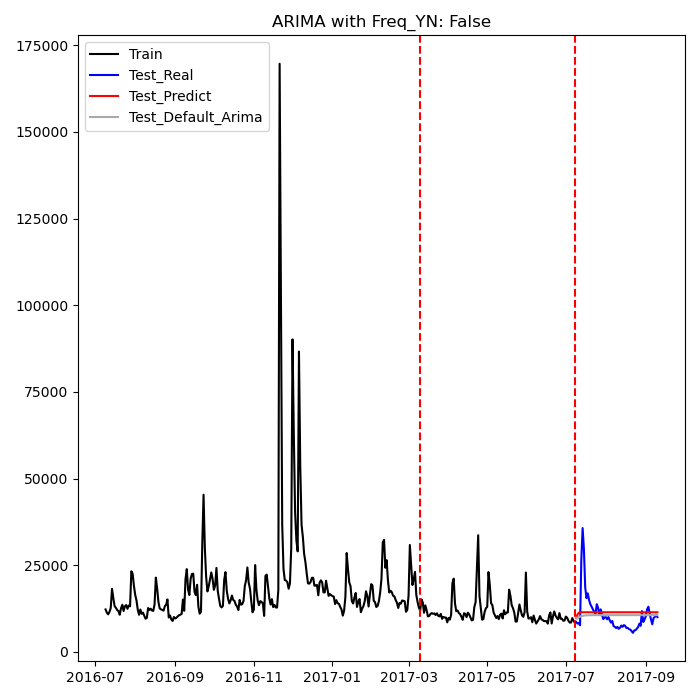 ARIMA with Freq_YN: False
175000
150000
125000
100000
75000
50000
25000
0
Train
Test_Real
Test_Predict
Test_Default_Arima
2016-07 2016-09 2016-11 2017-01 2017-03 2017-05 2017-07 2017-09